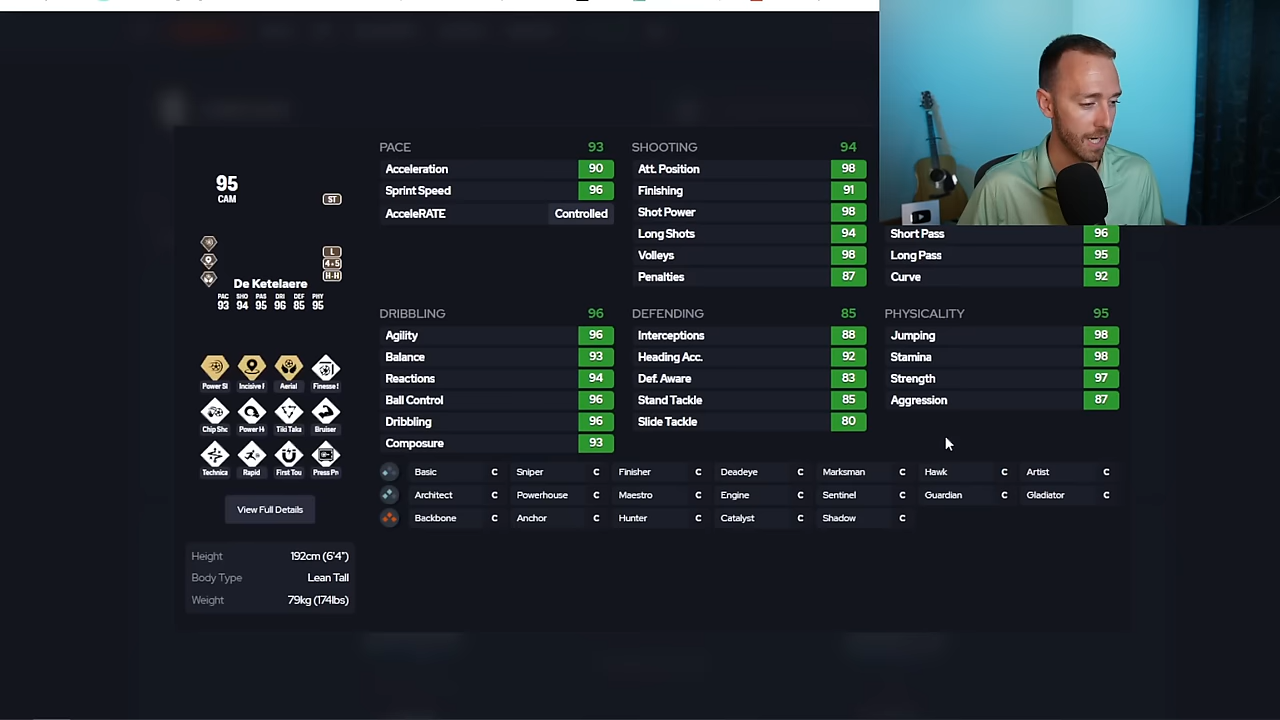 95
CAM
ST
L
4★5
H-H
De Ketelaere
PAC SHO PAS DRI DEF PHY
93 94 95 96 85 95
Power S Incisive F Aerial Finesse S
Chip Sho Power H Tiki Taka Bruiser
Technica Rapid First Tou Press Pr
View Full Details
Height 192cm (6'4")
Body Type Lean Tall
Weight 79kg (174lbs)
PACE 93
Acceleration 90
Sprint Speed 96
AcceleRATE Controlled
SHOOTING 94
Att. Position 98
Finishing 91
Shot Power 98
Long Shots 94
Volleys 98
Penalties 87
Short Pass 96
Long Pass 95
Curve 92
DRIBBLING 96
Agility 96
Balance 93
Reactions 94
Ball Control 96
Dribbling 96
Composure 93
DEFENDING 85
Interceptions 88
Heading Acc. 92
Def. Aware 83
Stand Tackle 85
Slide Tackle 80
PHYSICALITY 95
Jumping 98
Stamina 98
Strength 97
Aggression 87
Basic C Sniper C Finisher C Deadeye C Marksman C Hawk C Artist C
Architect C Powerhouse C Maestro C Engine C Sentinel C Guardian C Gladiator C
Backbone C Anchor C Hunter C Catalyst C Shadow C